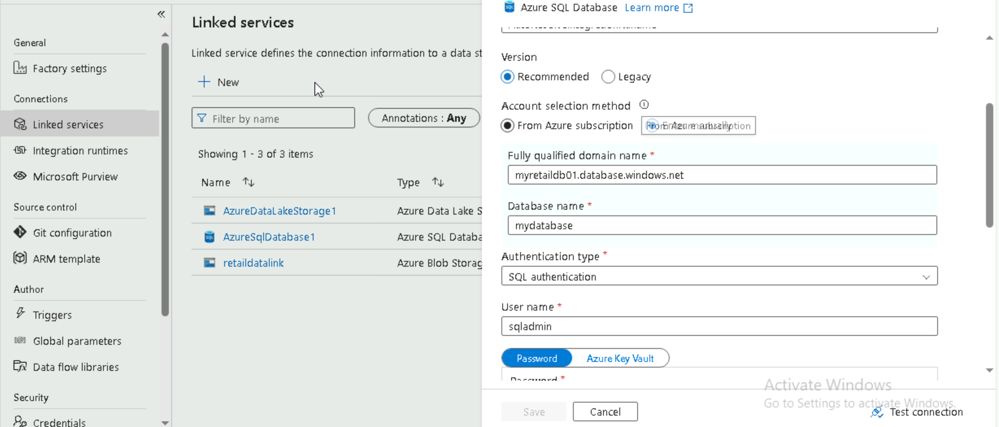 General
Factory settings
Connections
Linked services
Integration runtimes
Microsoft Purview
Source control
Git configuration
ARM template
Author
Triggers
Global parameters
Data flow libraries
Security
Credentials
Linked services
Linked service defines the connection information to a data st
New
Filter by name
Annotations : Any
Showing 1 - 3 of 3 items
Name Type
AzureDataLakeStorage1 Azure Data Lake S
AzureSqlDatabase1 Azure SQL Databa
retaildatalink Azure Blob Storag
Azure SQL Database Learn more
Version
Recommended Legacy
Account selection method
From Azure subscription
From Azure subscription
Enter manually
Fully qualified domain name *
myretaildb01.database.windows.net
Database name *
mydatabase
Authentication type *
SQL authentication
User name *
sqladmin
Password Azure Key Vault
Password *
Save Cancel
Test connection
Activate Windows
Go to Settings to activate Windows.